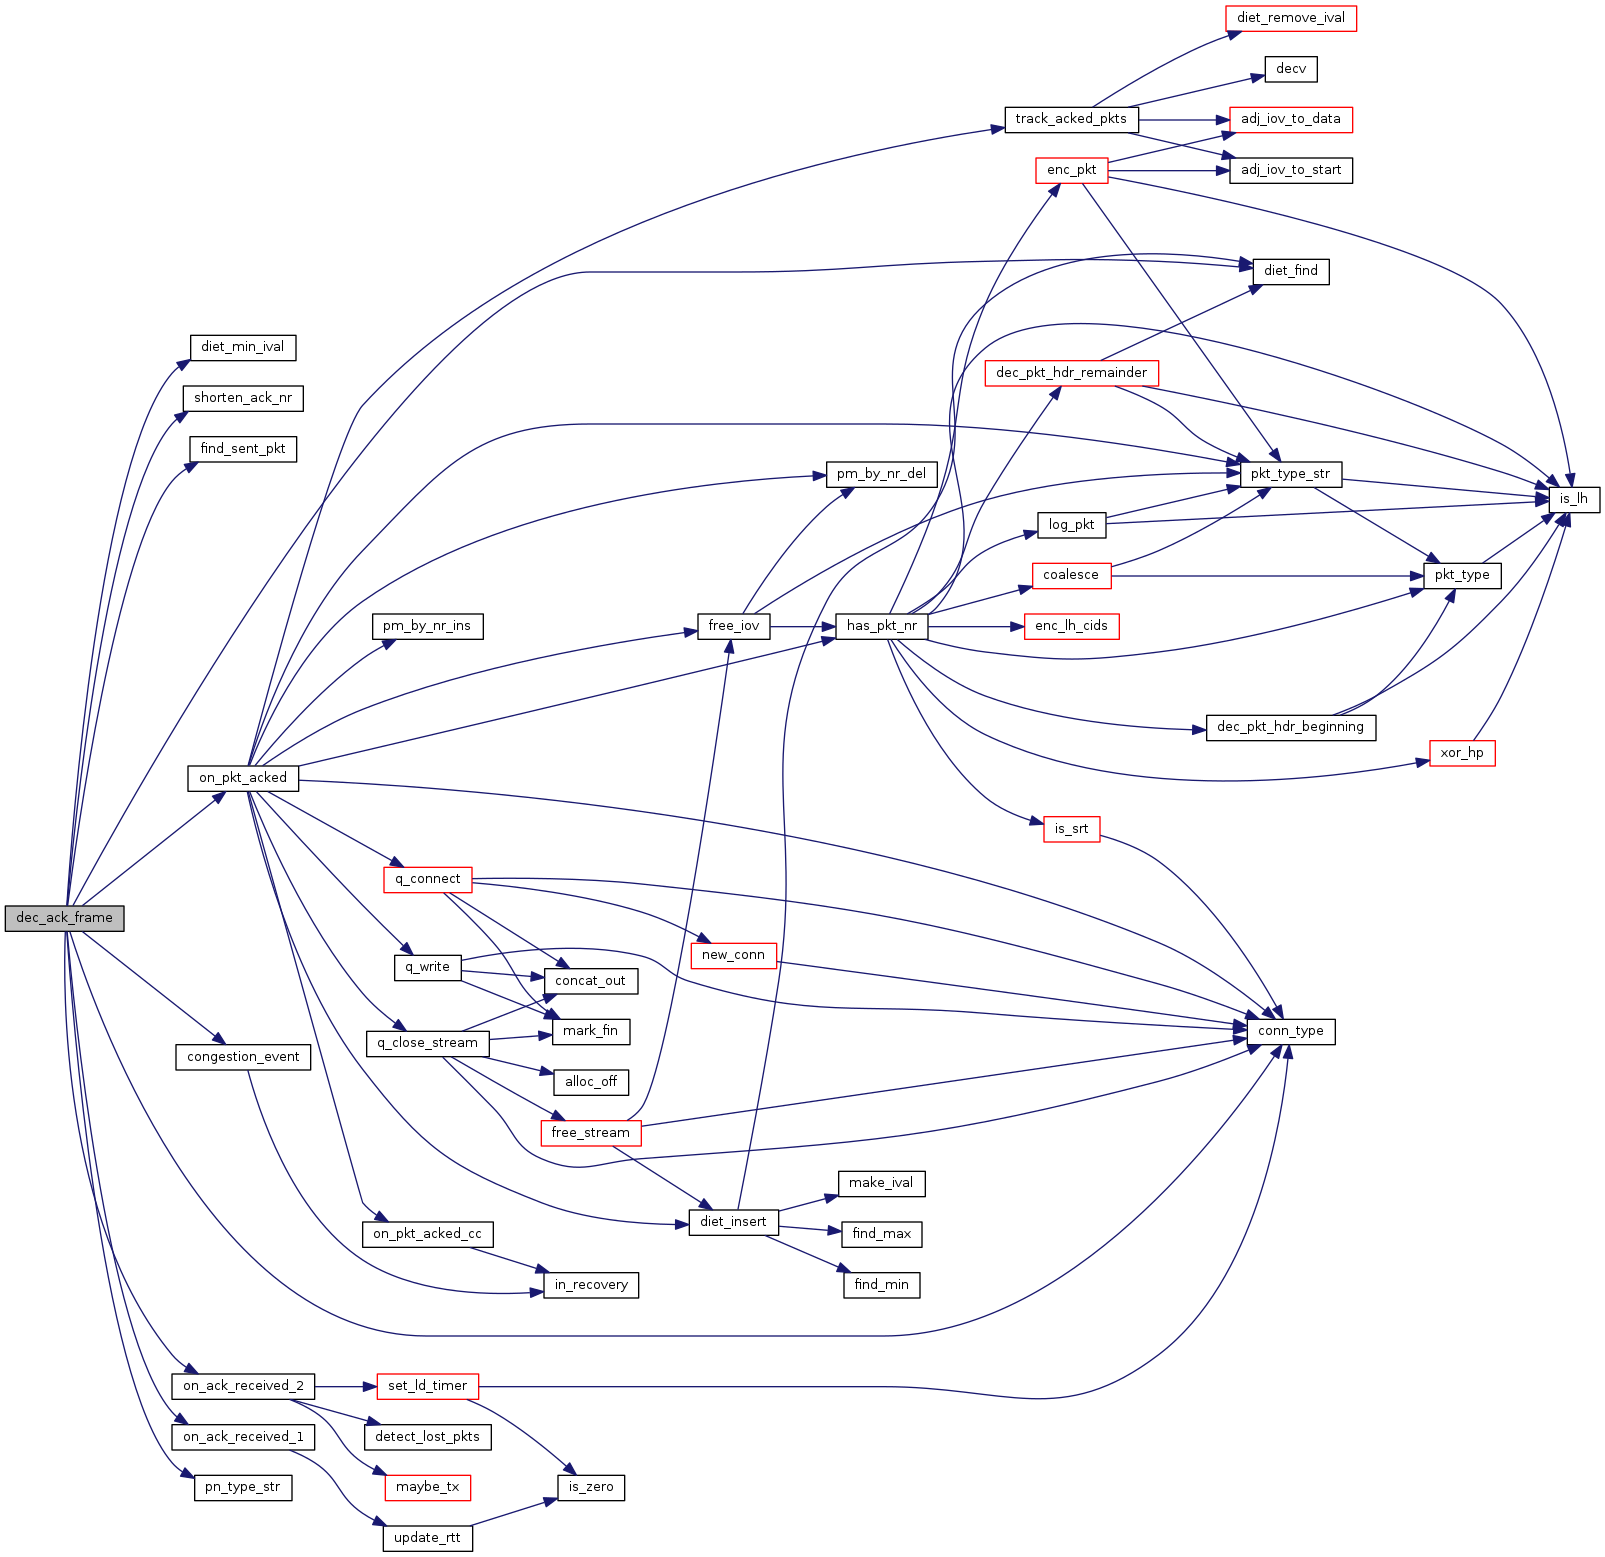 diet_remove_ival
decv
track_acked_pkts
adj_iov_to_data
enc_pkt
adj_iov_to_start
diet_find
diet_min_ival
dec_pkt_hdr_remainder
shorten_ack_nr
find_sent_pkt
pm_by_nr_del
pkt_type_str
is_lh
log_pkt
coalesce
pkt_type
pm_by_nr_ins
free_iov
has_pkt_nr
enc_lh_cids
dec_pkt_hdr_beginning
xor_hp
on_pkt_acked
is_srt
q_connect
dec_ack_frame
new_conn
q_write
concat_out
mark_fin
conn_type
q_close_stream
congestion_event
alloc_off
free_stream
make_ival
diet_insert
on_pkt_acked_cc
find_max
in_recovery
find_min
on_ack_received_2
set_ld_timer
on_ack_received_1
detect_lost_pkts
pn_type_str
maybe_tx
is_zero
update_rtt